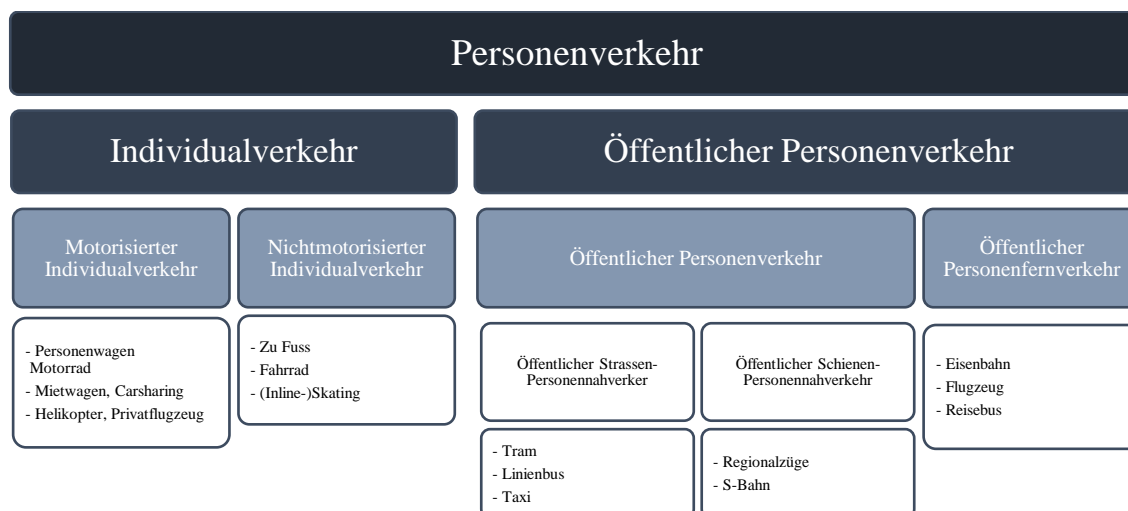 Personenverkehr
Individualverkehr
Öffentlicher Personenverkehr
Motorisierter
Individualverkehr
Nichtmotorisierter
Individualverkehr
Öffentlicher Personenverkehr
Öffentlicher
Personenfernverkehr
- Personenwagen
Motorrad
- Mietwagen, Carsharing
- Helikopter, Privatflugzeug
- Zu Fuss
- Fahrrad
- (Inline-)Skating
Öffentlicher Strassen-
Personennahverker
- Tram
- Linienbus
- Taxi
Öffentlicher Schienen-
Personennahverkehr
- Regionalzüge
- S-Bahn
- Eisenbahn
- Flugzeug
- Reisebus